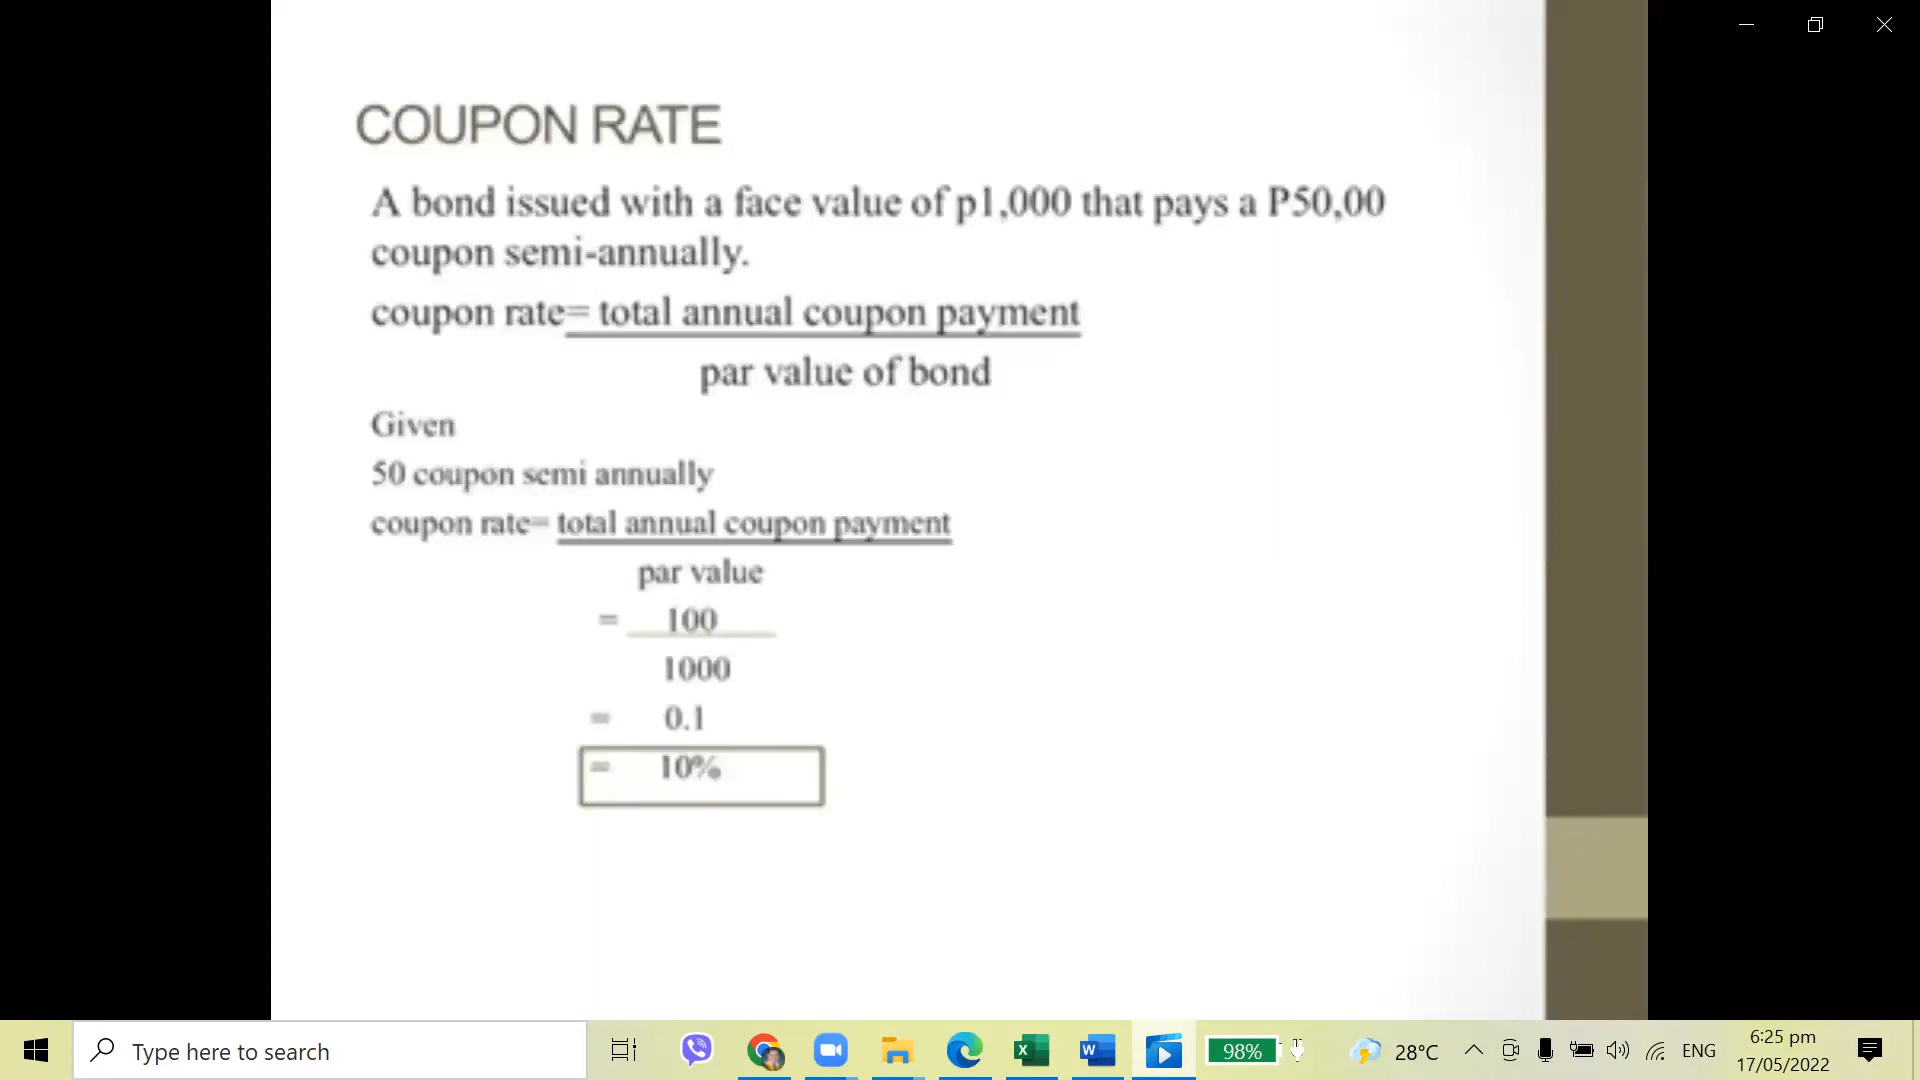 COUPON RATE
A bond issued with a face value of p1,000 that pays a P50,00
coupon semi-annually.
coupon rate= total annual coupon payment
par value of bond
Given
50 coupon semi annually
coupon rate= total annual coupon payment
par value
= 100
1000
= 0.1
= 10%
Type here to search
98%
28°C
ENG
6:25 pm
17/05/2022